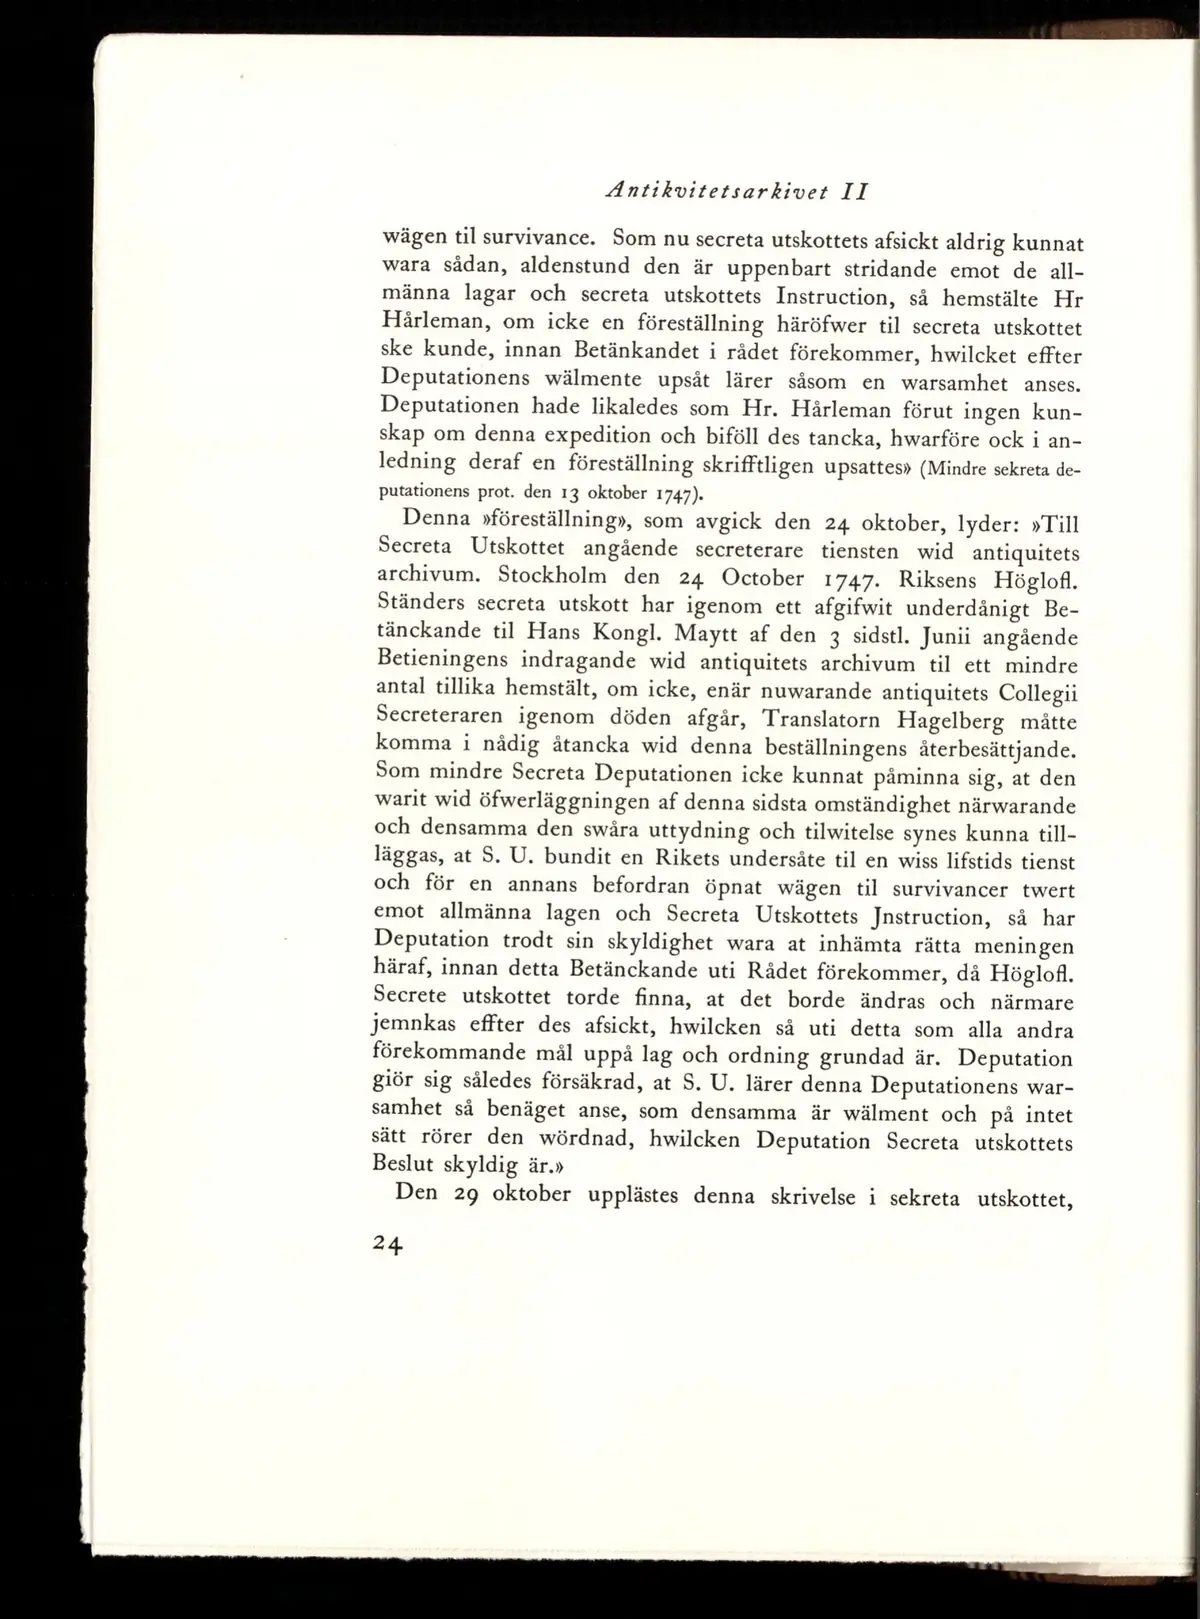 Antikvitetsarkivet II
wägen til survivance. Som nu secreta utskottets afsickt aldrig kunnat
wara sådan, aldenstund den är uppenbart stridande emot de all-
männa lagar och secreta utskottets Instruction, så hemstälte Hr
Hårleman, om icke en föreställning häröfwer til secreta utskottet
ske kunde, innan Betänkandet i rådet förekommer, hwilcket effter
Deputationens wälmente upsåt lärer såsom en warsamhet anses.
Deputationen hade likaledes som Hr. Hårleman förut ingen kun-
skap om denna expedition och biföll des tancka, hwarföre ock i an-
ledning deraf en föreställning skrifftligen upsattes» (Mindre sekreta de-
putationens prot. den 13 oktober 1747).
Denna »föreställning», som avgick den 24 oktober, lyder: »Till
Secreta Utskottet angående secreterare tiensten wid antiquitets
archivum. Stockholm den 24 October 1747. Riksens Höglofl.
Ständers secreta utskott har igenom ett afgifwit underdånigt Be-
tänckande til Hans Kongl. Maytt af den 3 sidstl. Junii angående
Betieningens indragande wid antiquitets archivum til ett mindre
antal tillika hemstält, om icke, enär nuwarande antiquitets Collegii
Secreteraren igenom döden afgår, Translatorn Hagelberg måtte
komma i nådig åtancka wid denna beställningens återbesättjande.
Som mindre Secreta Deputationen icke kunnat påminna sig, at den
warit wid öfwerläggningen af denna sidsta omständighet närwarande
och densamma den swåra uttydning och tilwitelse synes kunna till-
läggas, at S. U. bundit en Rikets undersåte til en wiss lifstids tienst
och för en annans befordran öpnat wägen til survivancer twert
emot allmänna lagen och Secreta Utskottets Jnstruction, så har
Deputation trodt sin skyldighet wara at inhämta rätta meningen
häraf, innan detta Betänckande uti Rådet förekommer, då Höglofl.
Secrete utskottet torde finna, at det borde ändras och närmare
jemnkas effter des afsickt, hwilcken så uti detta som alla andra
förekommande mål uppå lag och ordning grundad är. Deputation
giör sig således försäkrad, at S. U. lärer denna Deputationens war-
samhet så benäget anse, som densamma är wälment och på intet
sätt rörer den wördnad, hwilcken Deputation Secreta utskottets
Beslut skyldig är.»
Den 29 oktober upplästes denna skrivelse i sekreta utskottet,
24